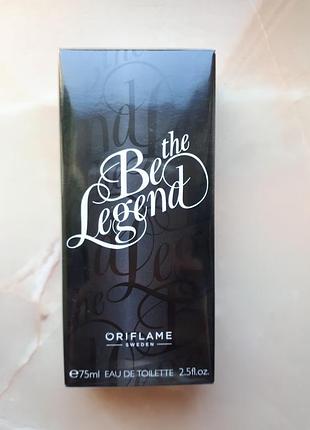 Be the
Legend
ORIFLAME
SWEDEN
℮75ml EAU DE TOILETTE 2.5fl.oz.